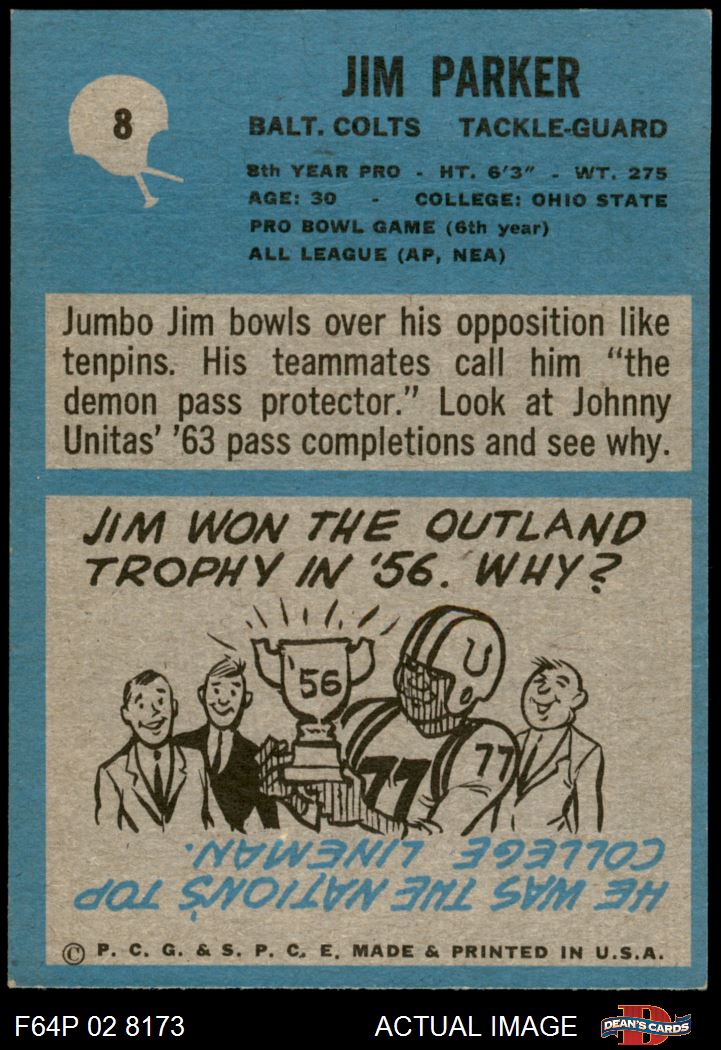 8
JIM PARKER
BALT. COLTS TACKLE-GUARD
8th YEAR PRO - HT. 6'3" - WT. 275
AGE: 30 - COLLEGE: OHIO STATE
PRO BOWL GAME (6th year)
ALL LEAGUE (AP, NEA)
Jumbo Jim bowls over his opposition like
tenpins. His teammates call him "the
demon pass protector." Look at Johnny
Unitas' '63 pass completions and see why.
JIM WON THE OUTLAND
TROPHY IN '56. WHY?
'56
77
77
HE WAS THE NATION'S TOP
COLLEGE LINEMAN.
© P. C. G. & S. P. C. E. MADE & PRINTED IN U.S.A.
F64P 02 8173 ACTUAL IMAGE
D
DEAN'S CARDS